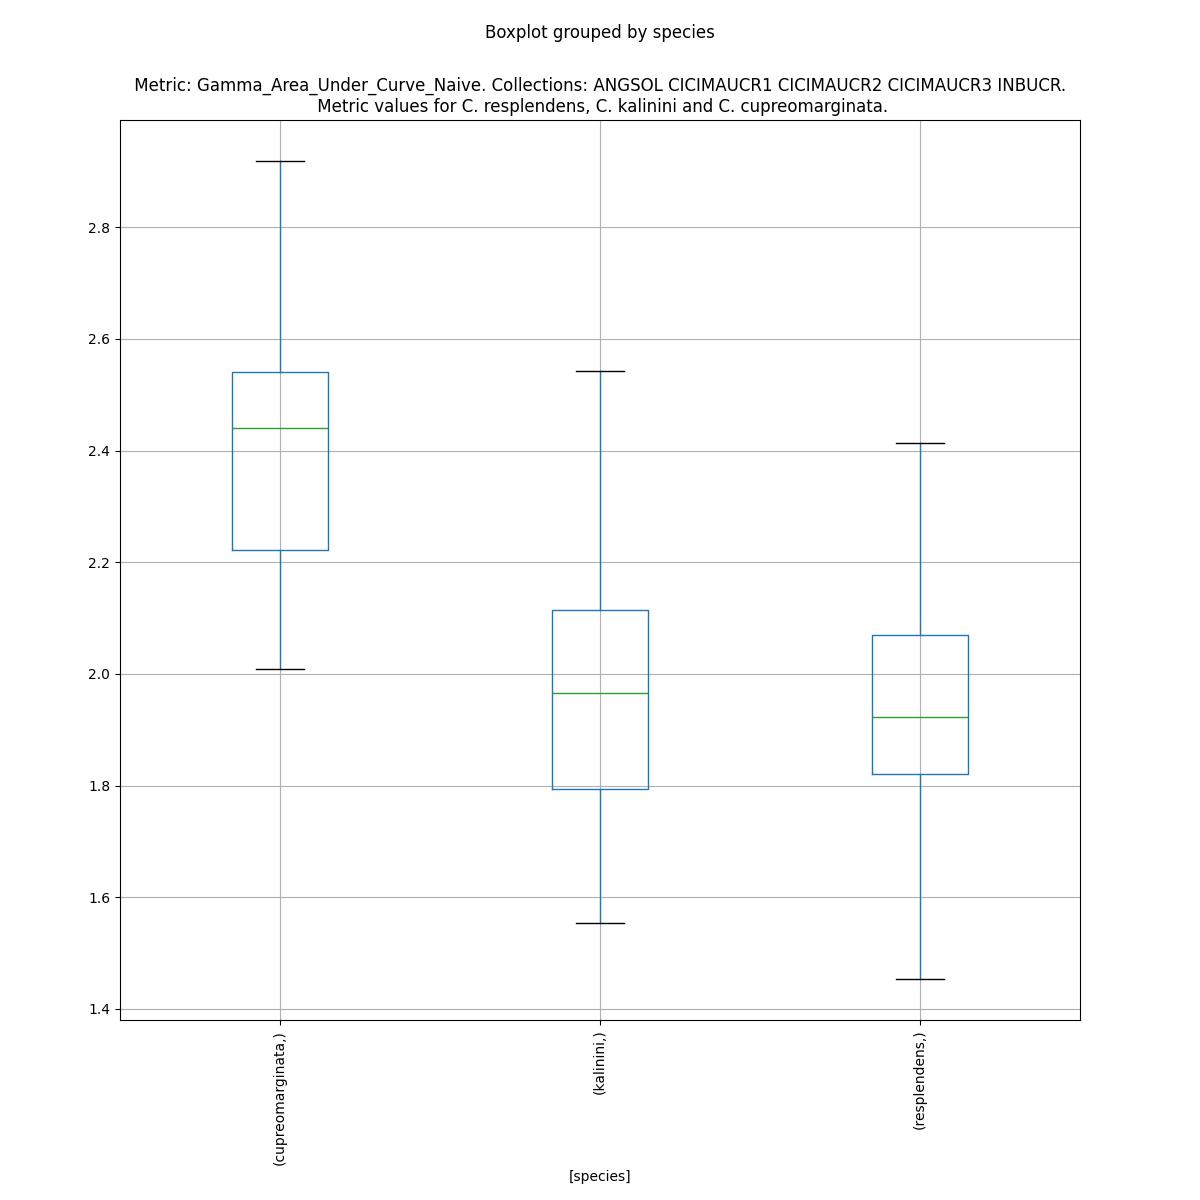 Boxplot grouped by species
Metric: Gamma_Area_Under_Curve_Naive. Collections: ANGSOL CICIMAUCR1 CICIMAUCR2 CICIMAUCR3 INBUCR.
Metric values for C. resplendens, C. kalinini and C. cupreomarginata.
2.8
2.6
2.4
2.2
2.0
1.8
1.6
1.4
(cupreomarginata,)
(kalinini,)
(resplendens,)
[species]